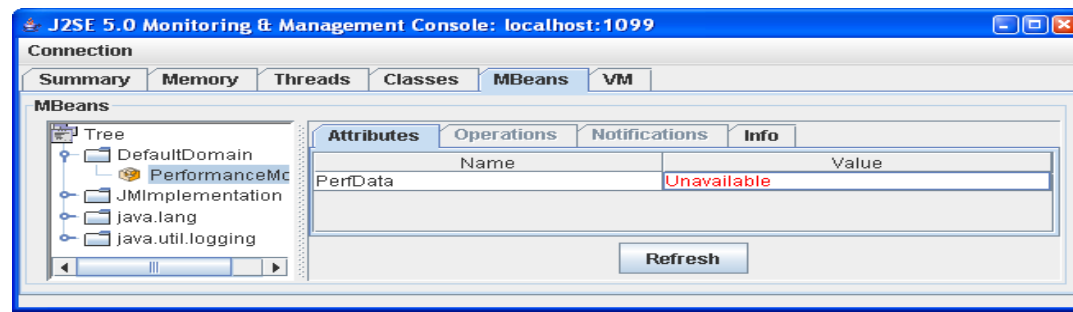 J2SE 5.0 Monitoring & Management Console: localhost:1099
Connection
Summary Memory Threads Classes MBeans VM
MBeans
Tree
DefaultDomain
PerformanceMc
JMImplementation
java.lang
java.util.logging
Attributes Operations Notifications Info
Name Value
PerfData Unavailable
Refresh